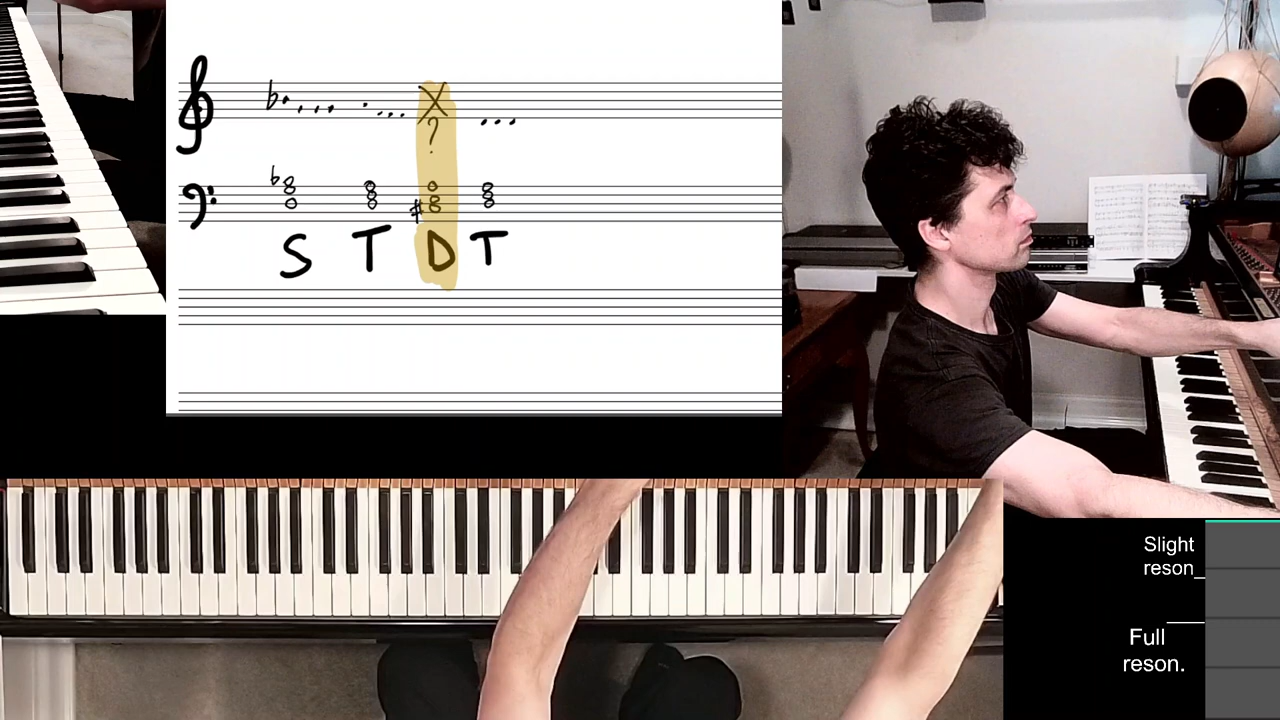 ?
S T D T
Slight
reson_
Full
reson.